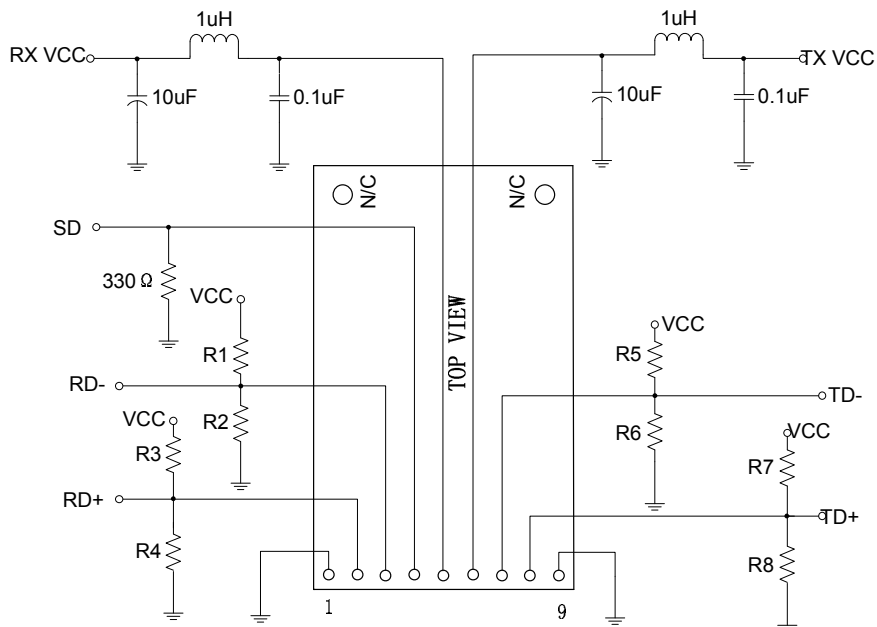 1uH
1uH
RX VCC
TX VCC
10uF
0.1uF
10uF
0.1uF
N/C
N/C
SD
330 Ω
VCC
VCC
R1
R5
TOP VIEW
RD-
TD-
VCC
R2
R6
VCC
R3
R7
RD+
TD+
R4
R8
1
9